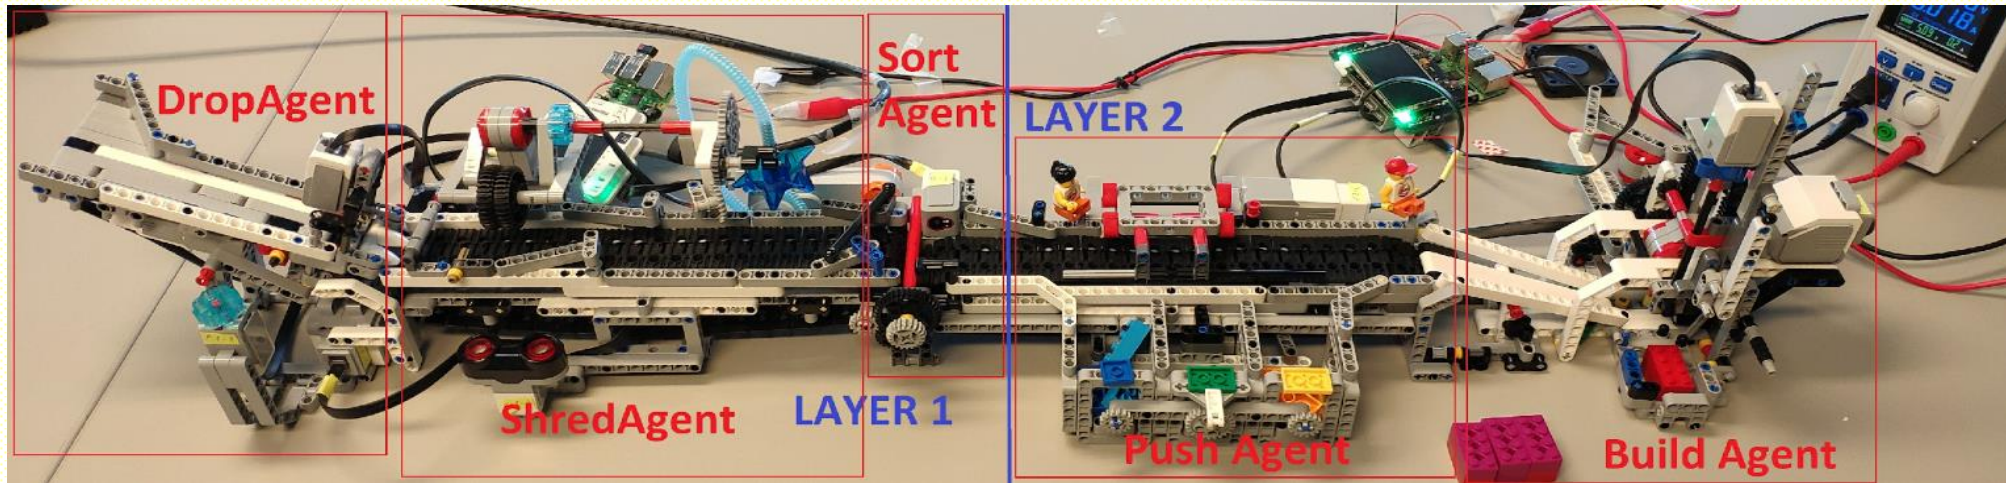 DropAgent
Sort
Agent
LAYER 2
ShredAgent
LAYER 1
Push Agent
Build Agent